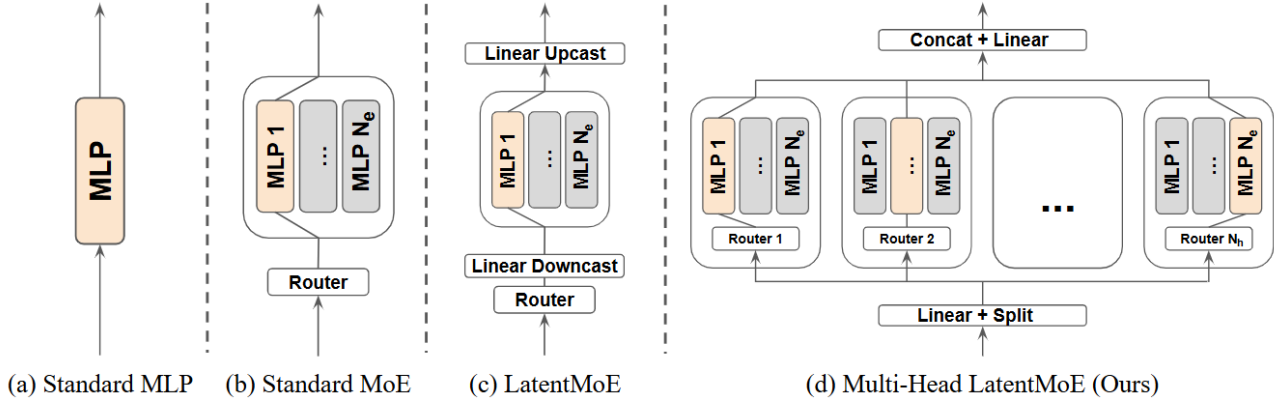 MLP
(a) Standard MLP
MLP 1
...
MLP Nₑ
Router
(b) Standard MoE
Linear Upcast
MLP 1
...
MLP Nₑ
Linear Downcast
Router
(c) LatentMoE
Concat + Linear
MLP 1
...
MLP Nₑ
Router 1
MLP 1
...
MLP Nₑ
Router 2
...
MLP 1
...
MLP Nₑ
Router Nₕ
Linear + Split
(d) Multi-Head LatentMoE (Ours)